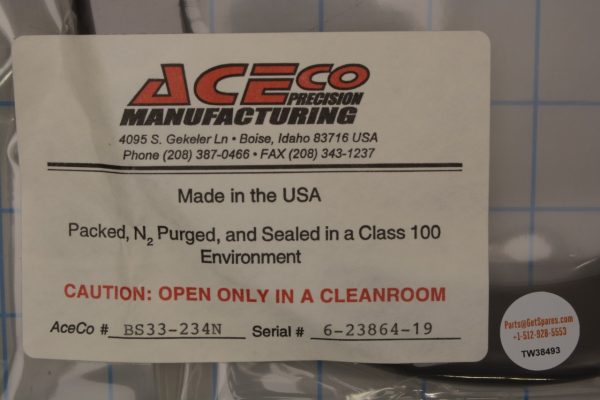 ACECO
PRECISION
MANUFACTURING
4095 S. Gekeler Ln • Boise, Idaho 83716 USA
Phone (208) 387-0466 • FAX (208) 343-1237
Made in the USA
Packed, N2 Purged, and Sealed in a Class 100
Environment
CAUTION: OPEN ONLY IN A CLEANROOM
AceCo # BS33-234N Serial # 6-23864-19
Parts@GetSpares.com
+1-512-928-5553
TW38493